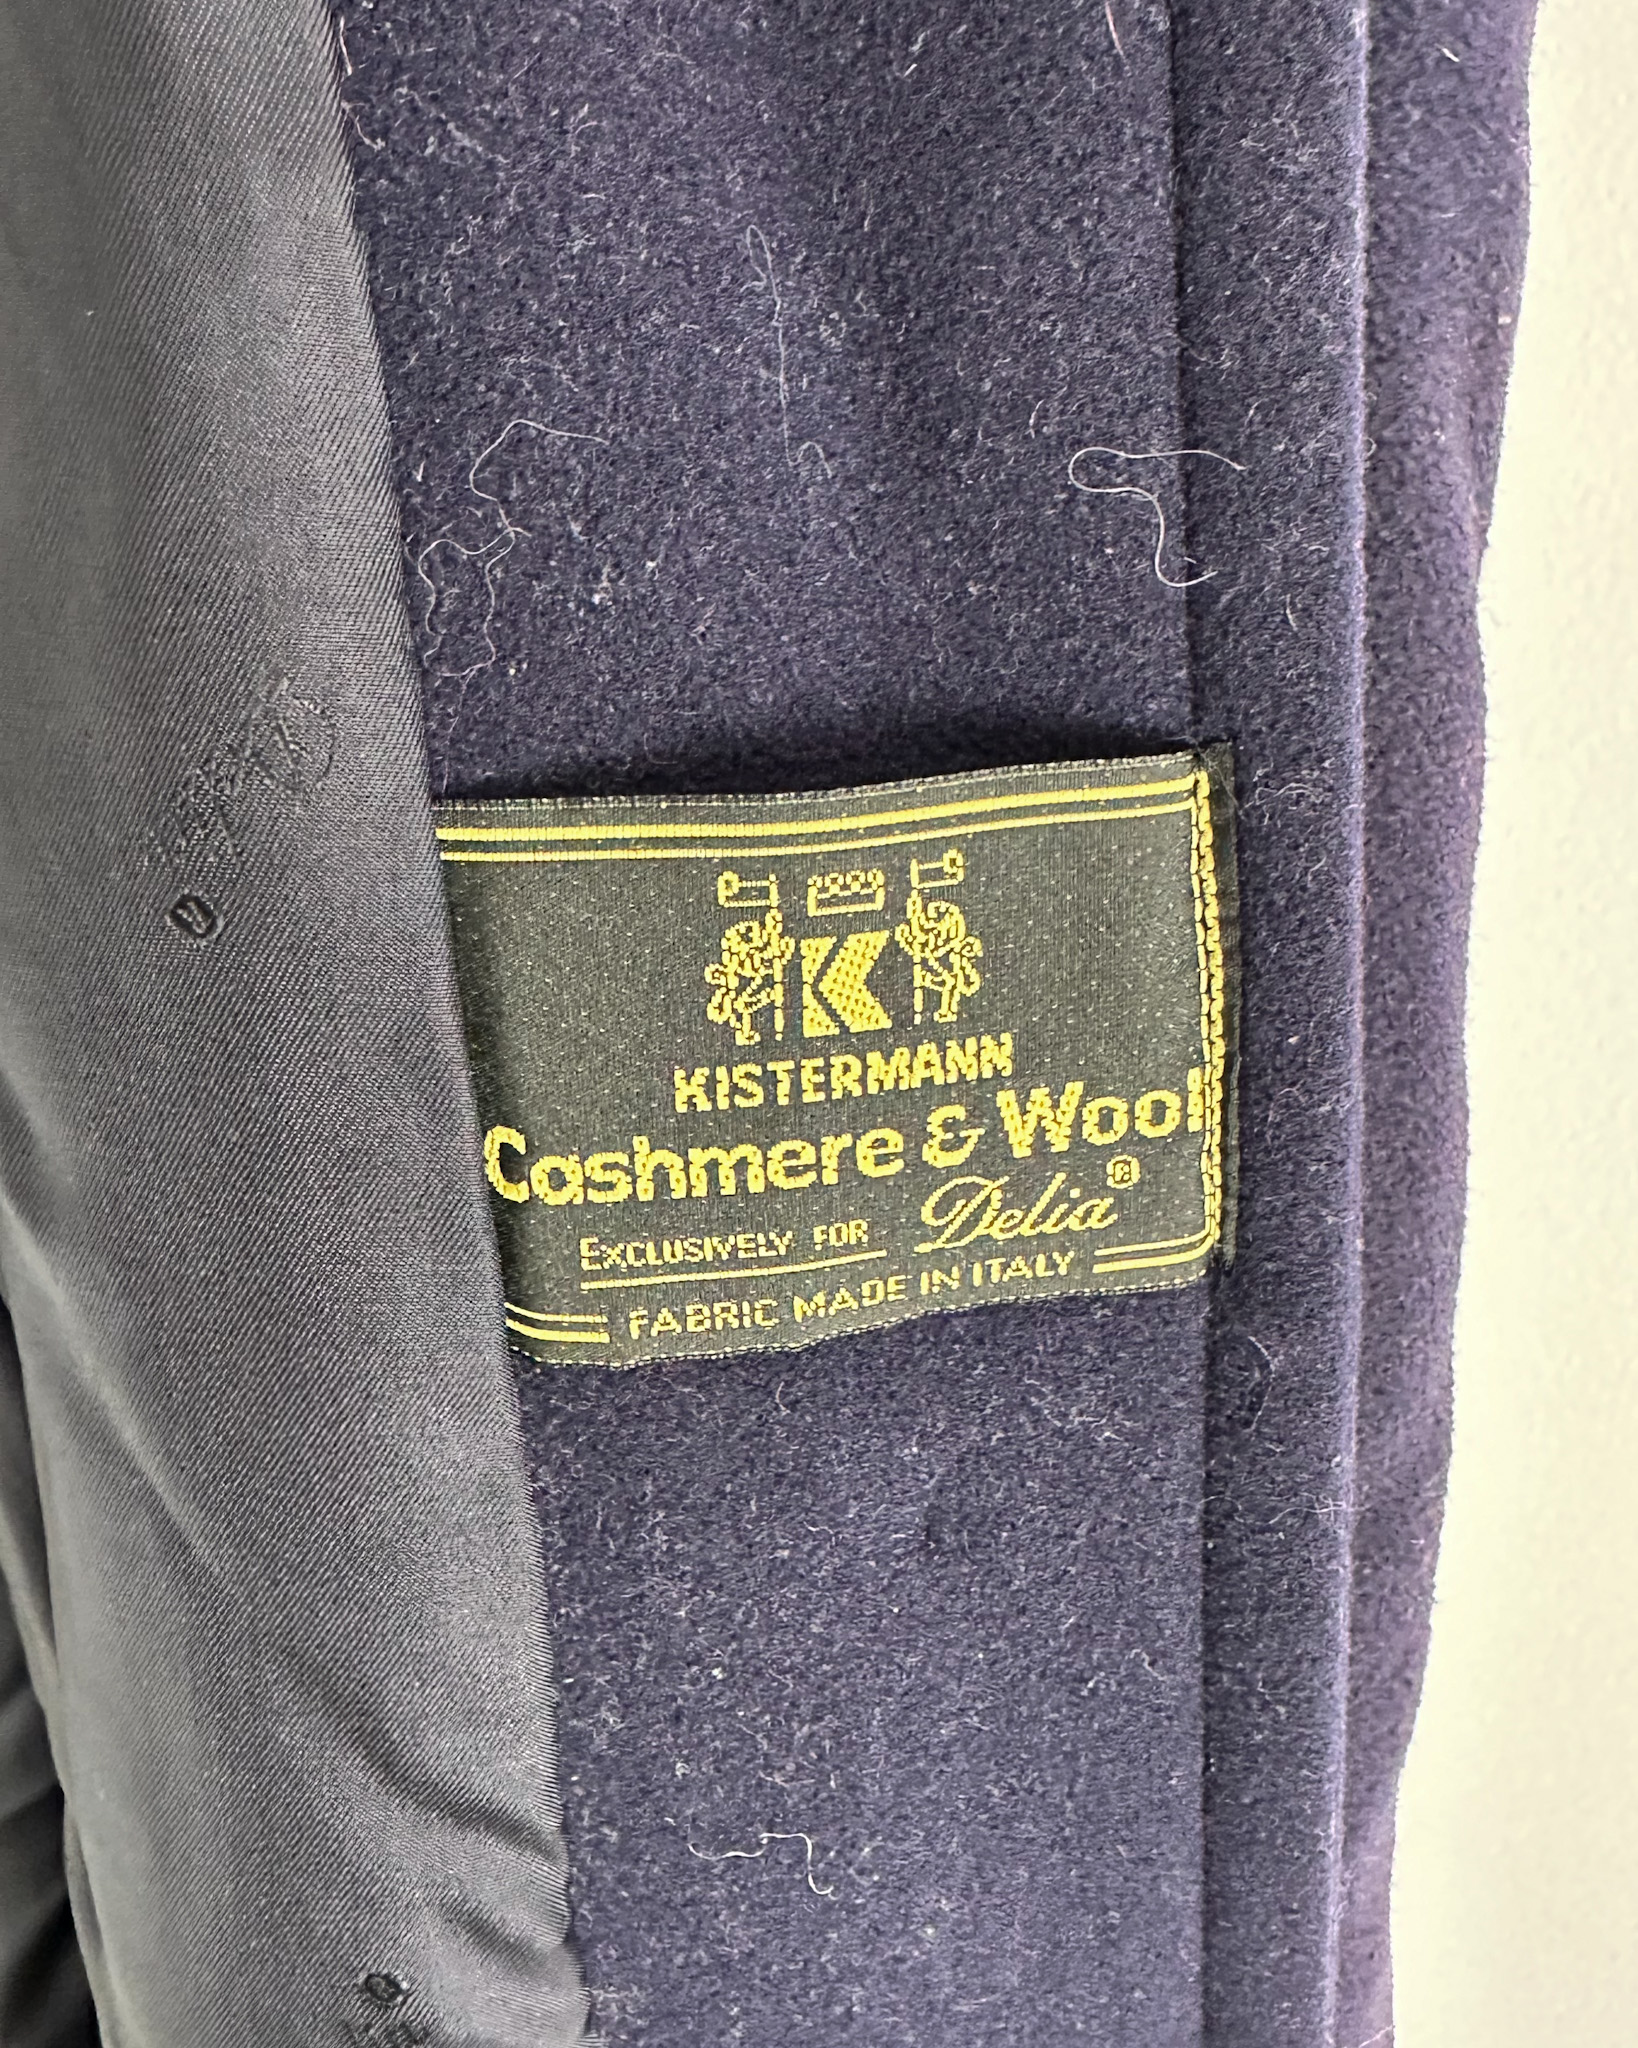 K
KISTERMANN
Cashmere & Wool
EXCLUSIVELY FOR Delia®
FABRIC MADE IN ITALY